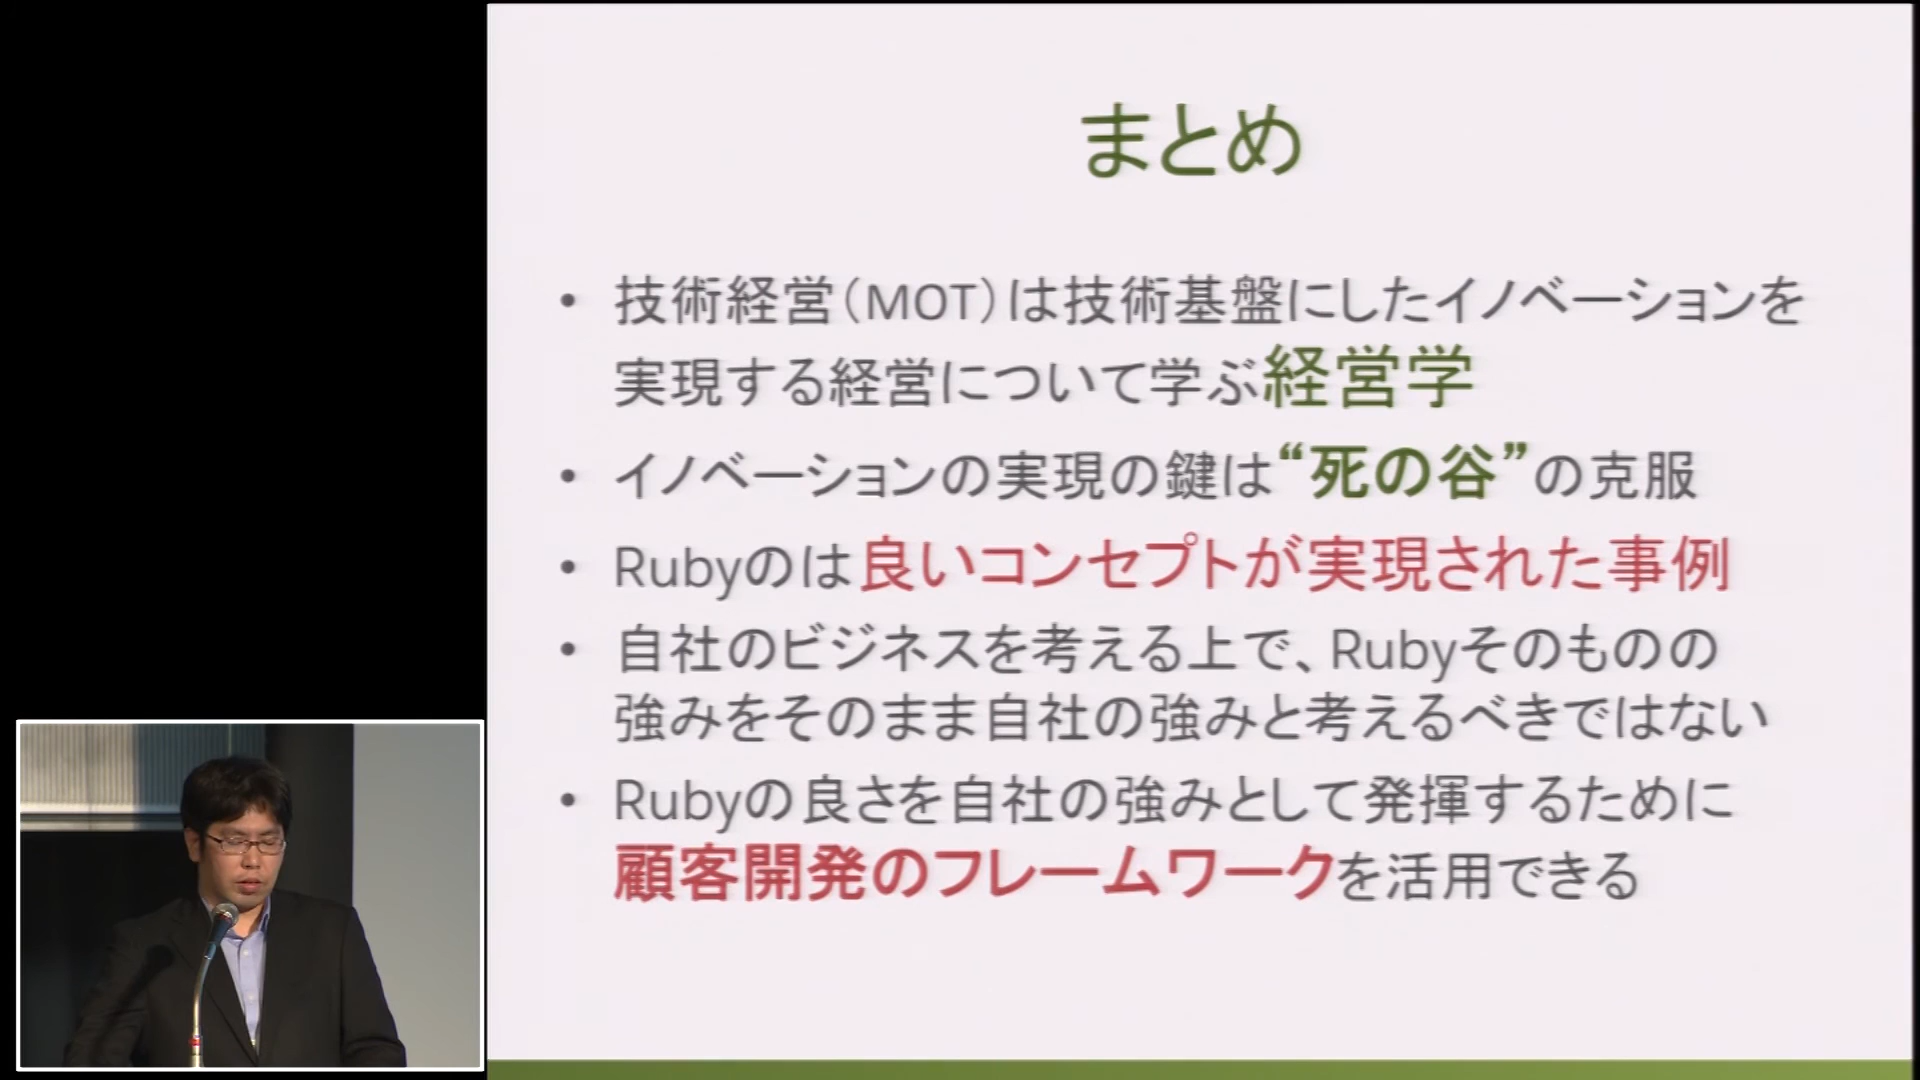 まとめ
• 技術経営（MOT）は技術基盤にしたイノベーションを
実現する経営について学ぶ経営学
• イノベーションの実現の鍵は“死の谷”の克服
• Rubyのは良いコンセプトが実現された事例
• 自社のビジネスを考える上で、Rubyそのものの
強みをそのまま自社の強みと考えるべきではない
• Rubyの良さを自社の強みとして発揮するために
顧客開発のフレームワークを活用できる